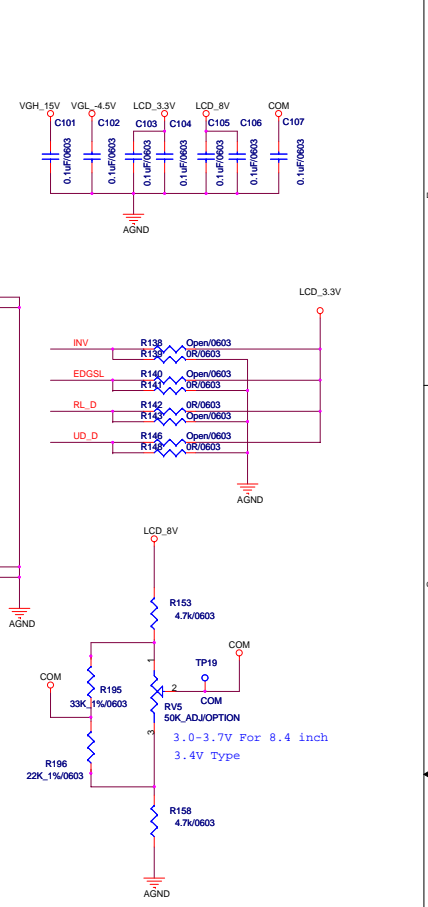 VGH_15V VGL_-4.5V LCD_3.3V LCD_8V COM
C101 C102 C103 C104 C105 C106 C107
0.1uF/0603 0.1uF/0603 0.1uF/0603 0.1uF/0603 0.1uF/0603 0.1uF/0603 0.1uF/0603
AGND
LCD_3.3V
INV R138 Open/0603
R139 0R/0603
EDGSL R140 Open/0603
R141 0R/0603
RL_D R142 0R/0603
R143 Open/0603
UD_D R146 Open/0603
R148 0R/0603
AGND
LCD_8V
AGND
R153
4.7k/0603
COM
TP19
COM
1
2
3
R195
33K_1%/0603
COM
RV5
50K_ADJ/OPTION
3.0-3.7V For 8.4 inch
3.4V Type
R196
22K_1%/0603
R158
4.7k/0603
AGND